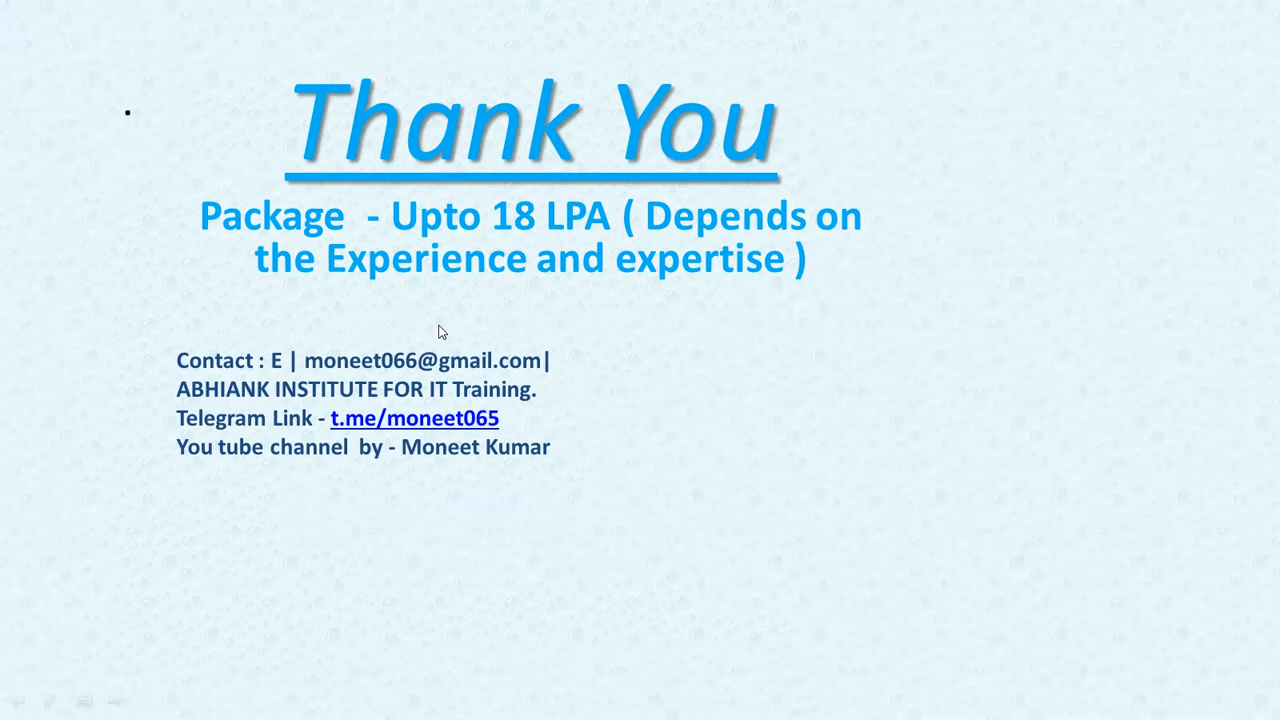 Thank You
Package - Upto 18 LPA ( Depends on
the Experience and expertise )
Contact : E | moneet066@gmail.com|
ABHIANK INSTITUTE FOR IT Training.
Telegram Link - t.me/moneet065
You tube channel by - Moneet Kumar